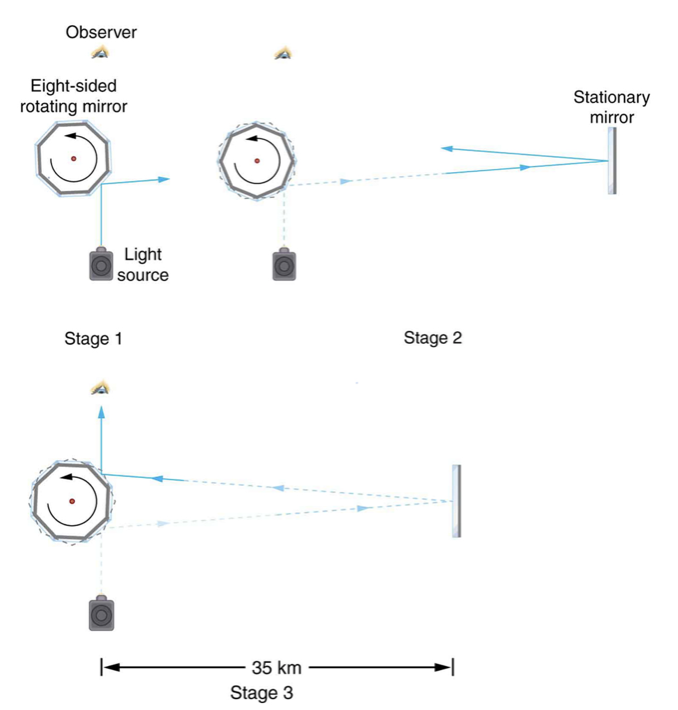 Observer
Eight-sided
rotating mirror
Stationary
mirror
Light
source
Stage 1
Stage 2
35 km
Stage 3